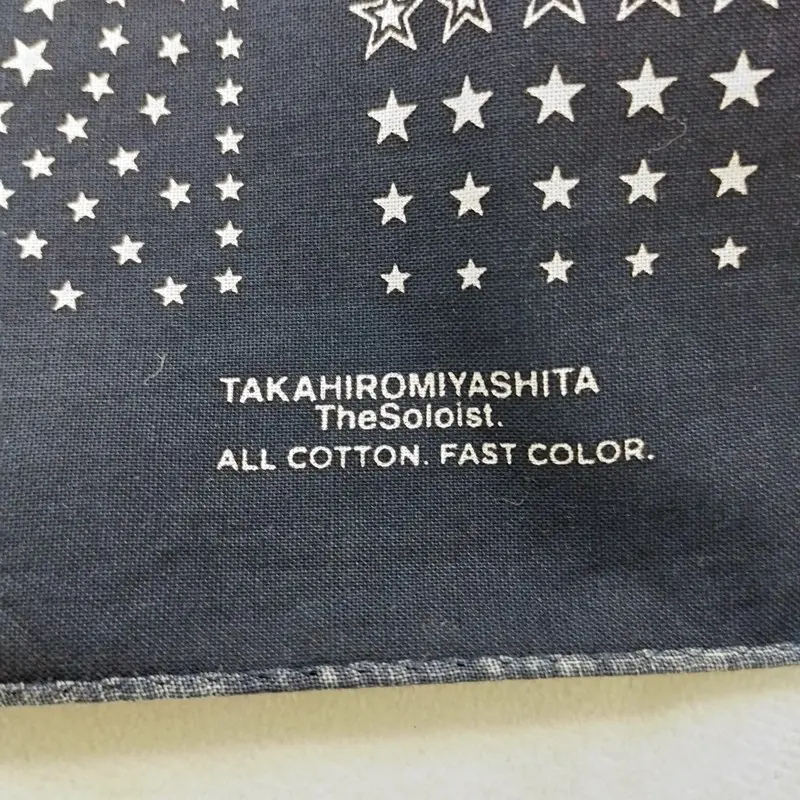 TAKAHIROMIYASHITA
TheSoloist.
ALL COTTON. FAST COLOR.